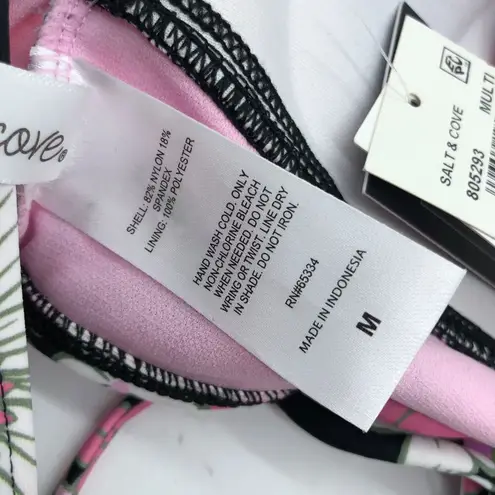 cove®
SHELL: 82% NYLON 18%
SPANDEX
LINING: 100% POLYESTER
HAND WASH COLD. ONLY
NON-CHLORINE BLEACH
WHEN NEEDED. DO NOT
WRING OR TWIST. LINE DRY
IN SHADE. DO NOT IRON.
RN#65334
MADE IN INDONESIA
M
SALT & COVE
805293
MULTI